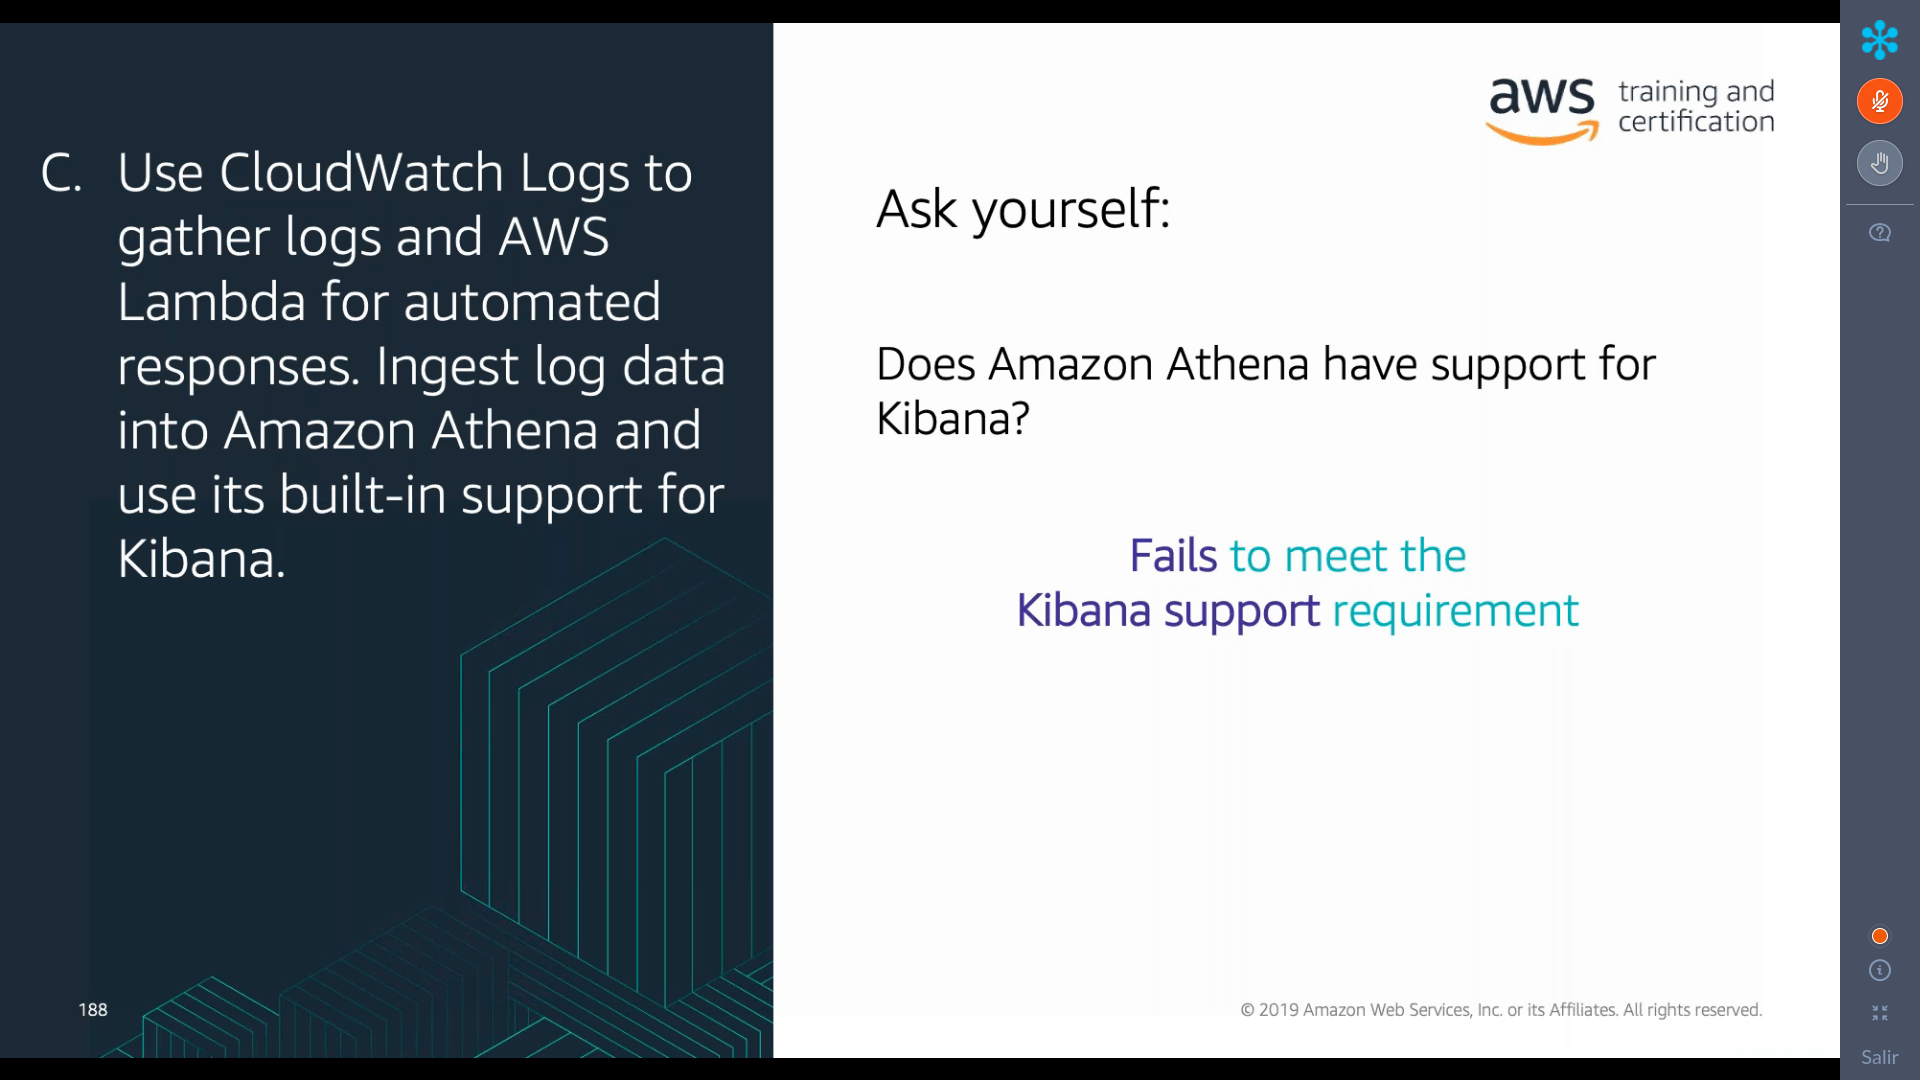 C. Use CloudWatch Logs to
gather logs and AWS
Lambda for automated
responses. Ingest log data
into Amazon Athena and
use its built-in support for
Kibana.
188
aws training and
certification
Ask yourself:
Does Amazon Athena have support for
Kibana?
Fails to meet the
Kibana support requirement
© 2019 Amazon Web Services, Inc. or its Affiliates. All rights reserved.
Salir